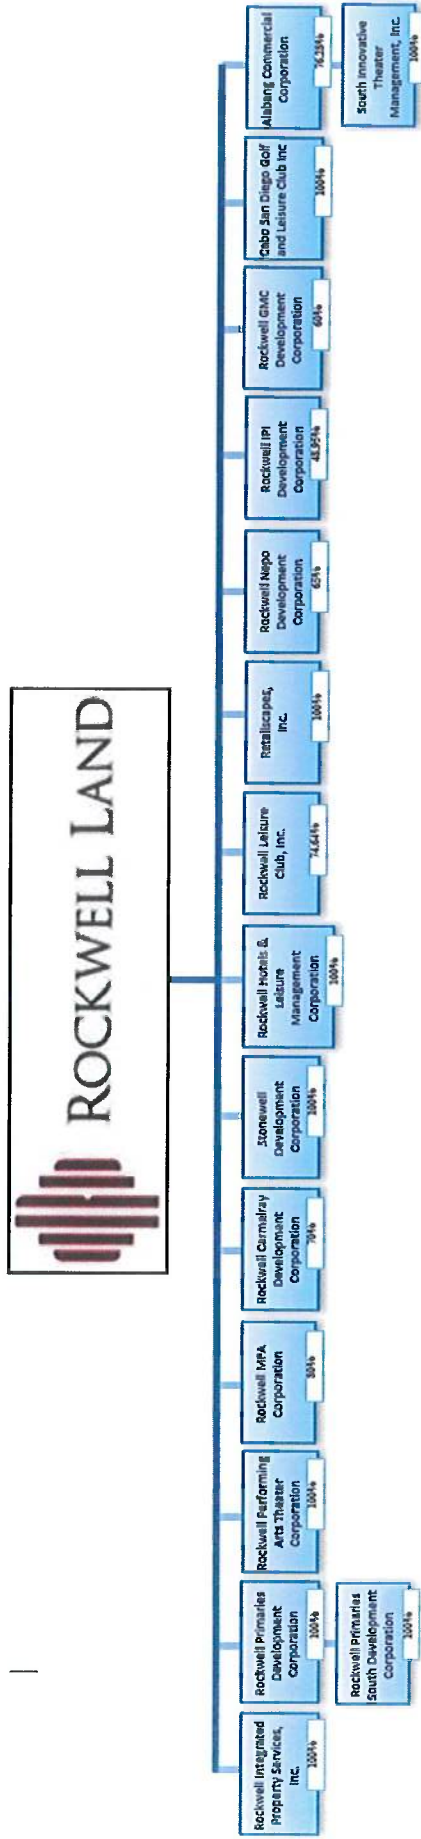 ROCKWELL LAND
Rockwell Integrated
Property Services,
Inc.
100%
Rockwell Primaries
Development
Corporation
100%
Rockwell Primaries
South Development
Corporation
100%
Rockwell Performing
Arts Theater
Corporation
100%
Rockwell MFA
Corporation
80%
Rockwell Carmelray
Development
Corporation
70%
Stonewell
Development
Corporation
100%
Rockwell Hotels &
Leisure
Management
Corporation
100%
Rockwell Leisure
Club, Inc.
74.64%
Retailscapes,
Inc.
100%
Rockwell Nepo
Development
Corporation
65%
Rockwell IPI
Development
Corporation
Rockwell GMC
Development
Corporation
60%
Cabo San Diego Golf
and Leisure Club Inc
100%
Alabang Commercial
Corporation
South Innovative
Theater
Management, Inc.
100%